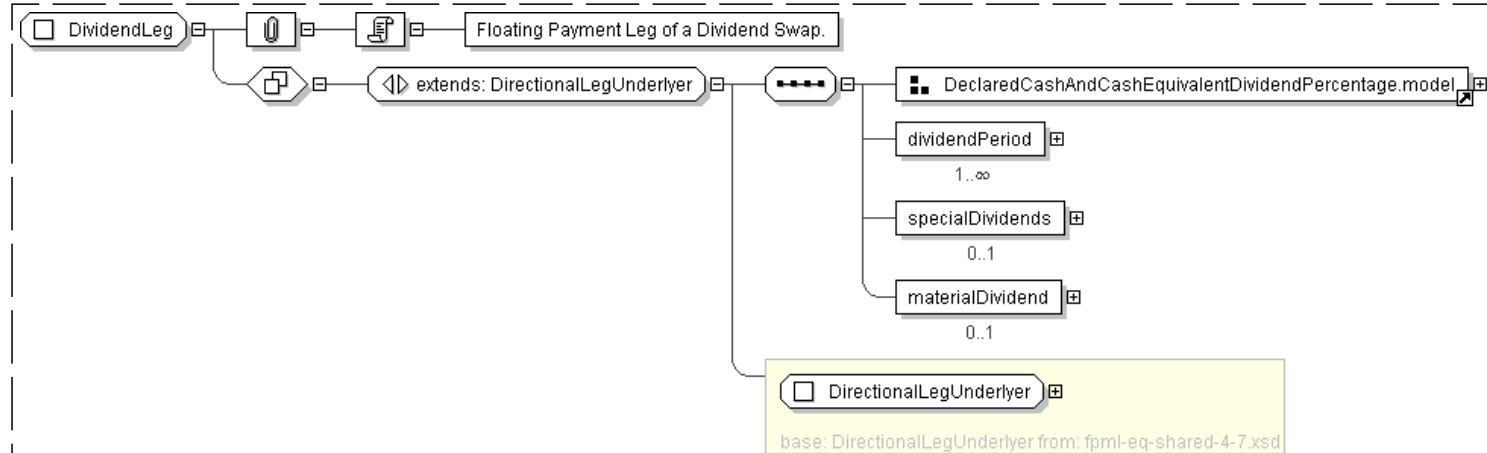 DividendLeg
Floating Payment Leg of a Dividend Swap.
extends: DirectionalLegUnderlyer
DeclaredCashAndCashEquivalentDividendPercentage.model
dividendPeriod
1..∞
specialDividends
0..1
materialDividend
0..1
DirectionalLegUnderlyer
base: DirectionalLegUnderlyer from: fpml-eq-shared-4-7.xsd